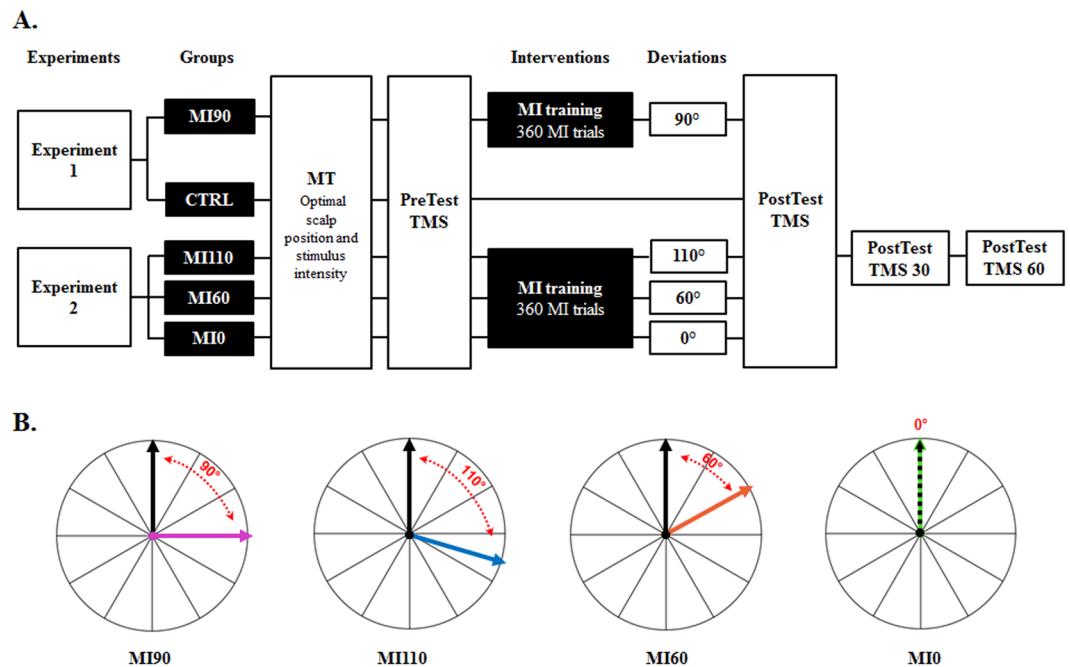 A.
Experiments
Groups
Interventions
Deviations
Experiment
1
MI90
CTRL
Experiment
2
MI110
MI60
MI0
MT
Optimal
scalp
position and
stimulus
intensity
PreTest
TMS
MI training
360 MI trials
90°
MI training
360 MI trials
110°
60°
0°
PostTest
TMS
PostTest
TMS 30
PostTest
TMS 60
B.
90°
110°
60°
0°
MI90
MI110
MI60
MI0